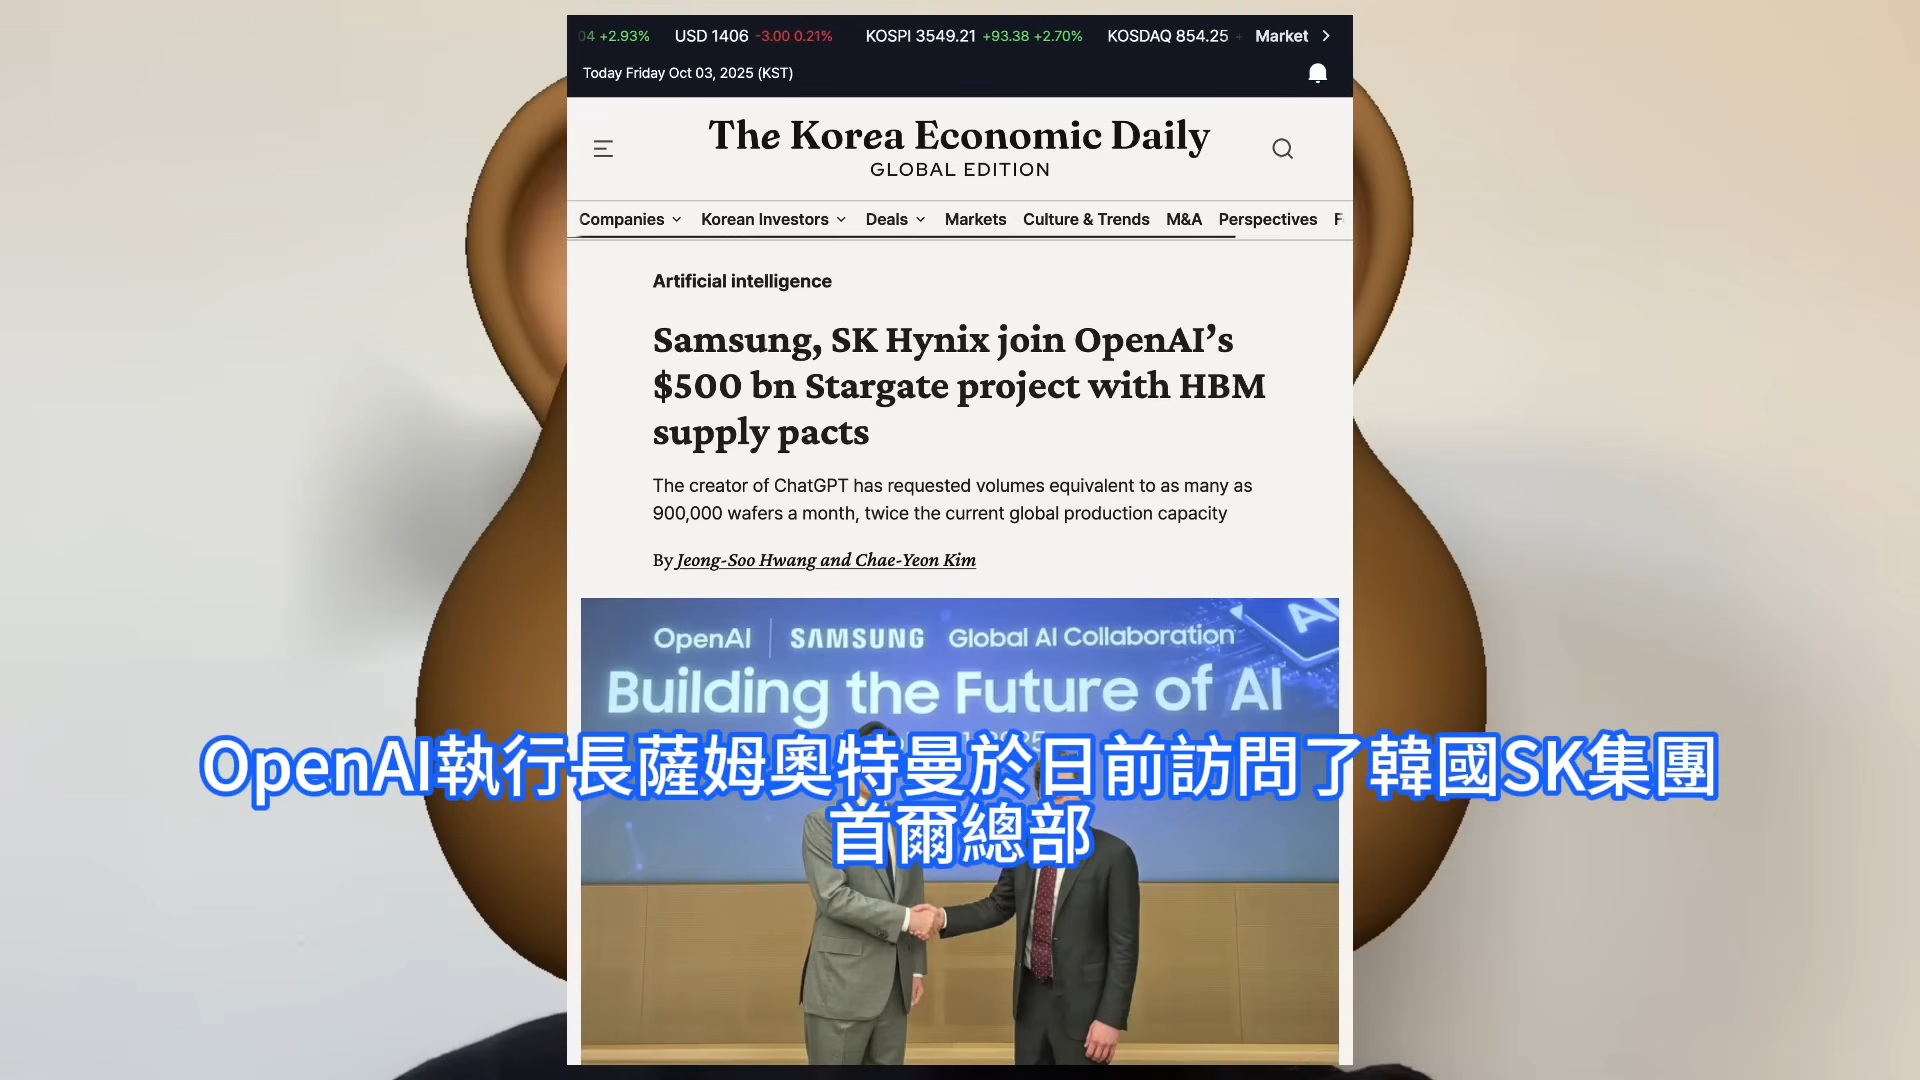 04 +2.93% USD 1406 -3.00 0.21% KOSPI 3549.21 +93.38 +2.70% KOSDAQ 854.25 Market
Today Friday Oct 03, 2025 (KST)
The Korea Economic Daily
GLOBAL EDITION
Companies Korean Investors Deals Markets Culture & Trends M&A Perspectives F
Artificial intelligence
Samsung, SK Hynix join OpenAI’s
$500 bn Stargate project with HBM
supply pacts
The creator of ChatGPT has requested volumes equivalent to as many as
900,000 wafers a month, twice the current global production capacity
By Jeong-Soo Hwang and Chae-Yeon Kim
AI
OpenAI SAMSUNG Global AI Collaboration
Building the Future of AI
OpenAI執行長薩姆奧特曼於日前訪問了韓國SK集團
首爾總部